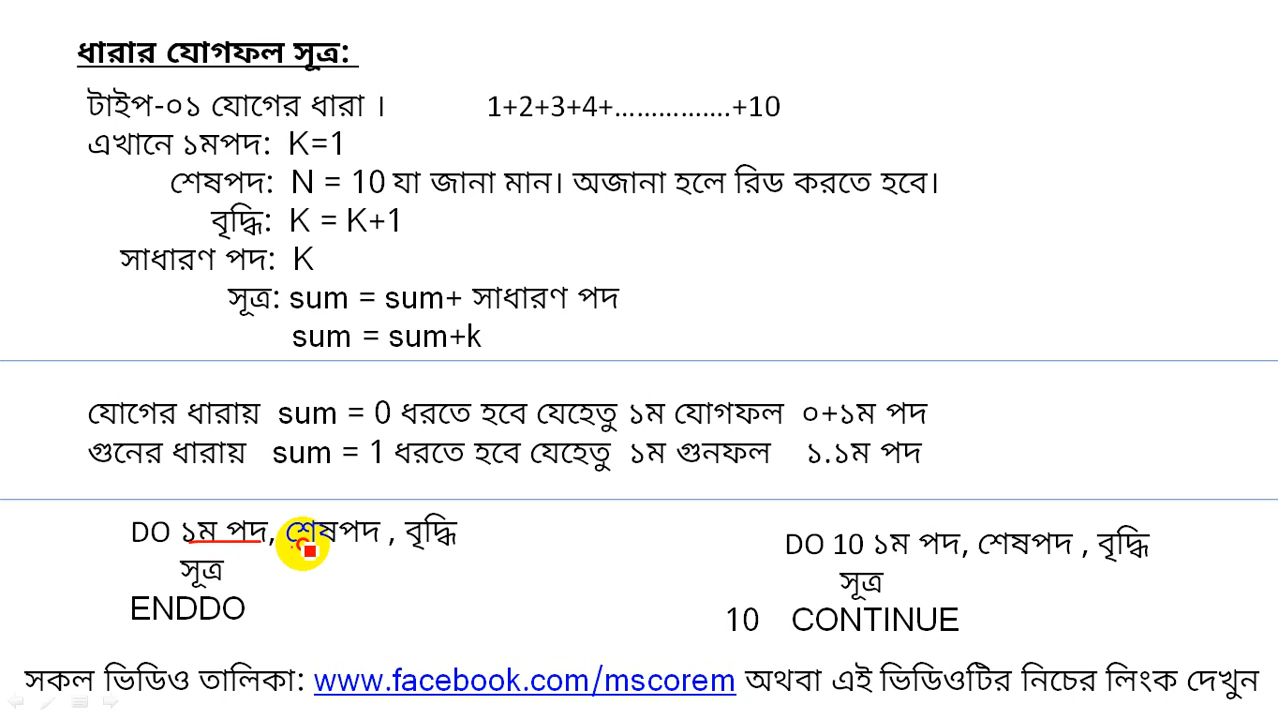 ধারার যোগফল সূত্র:
টাইপ-০১ যোগের ধারা । 1+2+3+4+................+10
এখানে ১মপদ: K=1
শেষপদ: N = 10 যা জানা মান। অজানা হলে রিড করতে হবে।
বৃদ্ধি: K = K+1
সাধারণ পদ: K
সূত্র: sum = sum+ সাধারণ পদ
sum = sum+k
যোগের ধারায় sum = 0 ধরতে হবে যেহেতু ১ম যোগফল ০+১ম পদ
গুনের ধারায় sum = 1 ধরতে হবে যেহেতু ১ম গুনফল ১.১ম পদ
DO ১ম পদ, শেষপদ , বৃদ্ধি
সূত্র
ENDDO
DO 10 ১ম পদ, শেষপদ , বৃদ্ধি
সূত্র
10 CONTINUE
সকল ভিডিও তালিকা: www.facebook.com/mscorem অথবা এই ভিডিওটির নিচের লিংক দেখুন